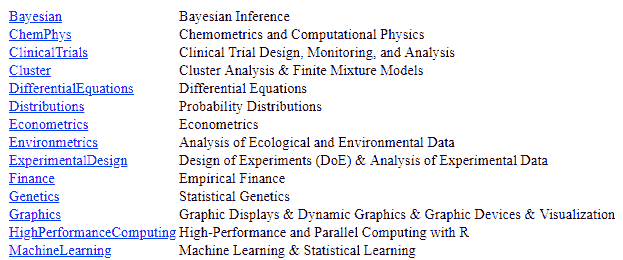 Bayesian Bayesian Inference
ChemPhys Chemometrics and Computational Physics
ClinicalTrials Clinical Trial Design, Monitoring, and Analysis
Cluster Cluster Analysis & Finite Mixture Models
DifferentialEquations Differential Equations
Distributions Probability Distributions
Econometrics Econometrics
Environmetrics Analysis of Ecological and Environmental Data
ExperimentalDesign Design of Experiments (DoE) & Analysis of Experimental Data
Finance Empirical Finance
Genetics Statistical Genetics
Graphics Graphic Displays & Dynamic Graphics & Graphic Devices & Visualization
HighPerformanceComputing High-Performance and Parallel Computing with R
MachineLearning Machine Learning & Statistical Learning